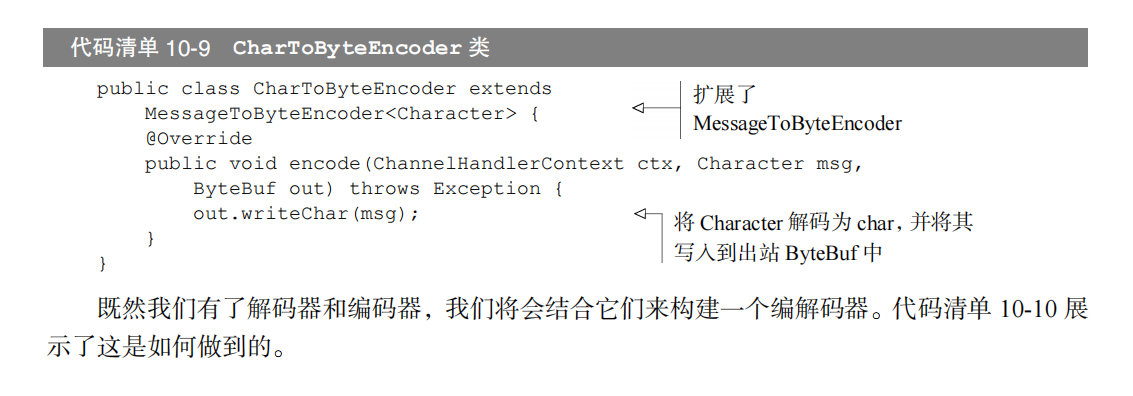 代码清单 10-9 CharToByteEncoder 类
public class CharToByteEncoder extends
MessageToByteEncoder<Character> {
扩展了
MessageToByteEncoder
@Override
public void encode(ChannelHandlerContext ctx, Character msg,
ByteBuf out) throws Exception {
out.writeChar(msg);
将 Character 解码为 char，并将其
写入到出站 ByteBuf 中
}
}
既然我们有了解码器和编码器，我们将会结合它们来构建一个编解码器。代码清单 10-10 展
示了这是如何做到的。